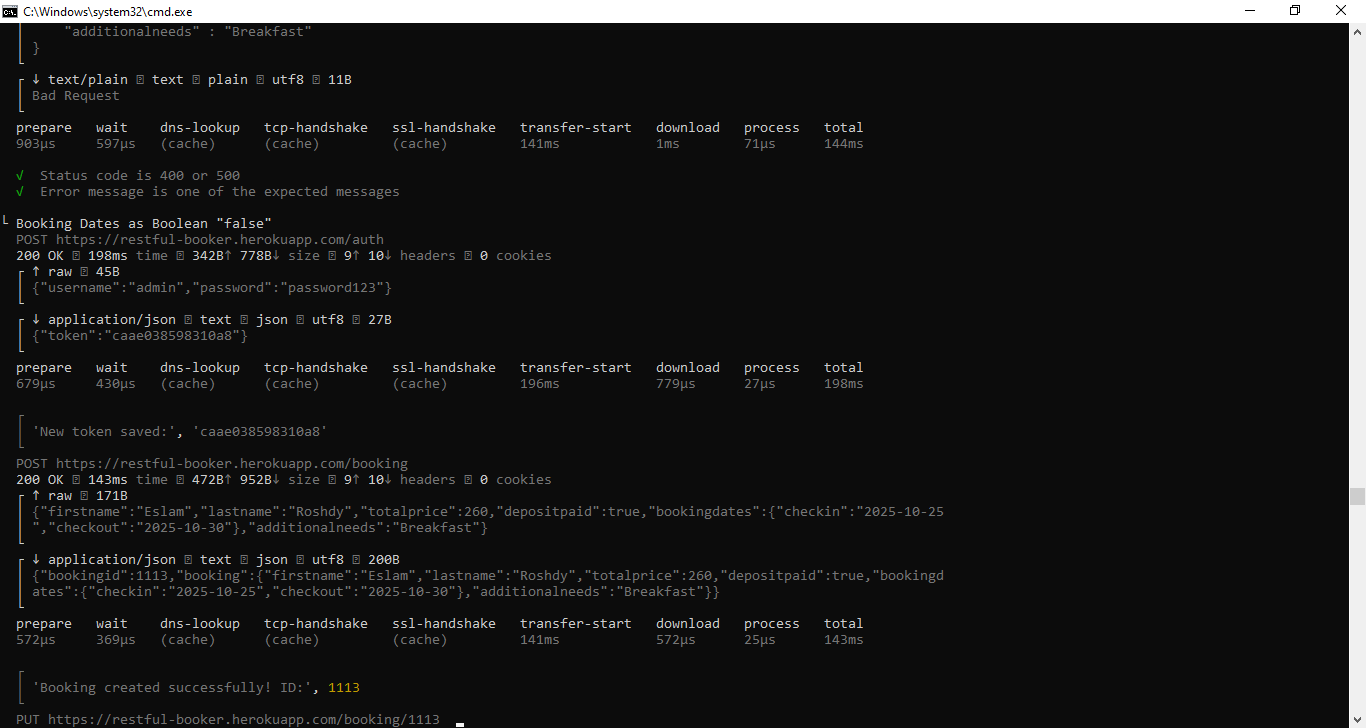 C:\Windows\system32\cmd.exe
"additionalneeds" : "Breakfast"
}
↓ text/plain text plain utf8 11B
Bad Request
prepare wait dns-lookup tcp-handshake ssl-handshake transfer-start download process total
903µs 597µs (cache) (cache) (cache) 141ms 1ms 71µs 144ms
√ Status code is 400 or 500
√ Error message is one of the expected messages
└ Booking Dates as Boolean "false"
POST https://restful-booker.herokuapp.com/auth
200 OK 198ms time 342B↑ 778B↓ size 9↑ 10↓ headers 0 cookies
↑ raw 45B
{"username":"admin","password":"password123"}
↓ application/json text json utf8 27B
{"token":"caae038598310a8"}
prepare wait dns-lookup tcp-handshake ssl-handshake transfer-start download process total
679µs 430µs (cache) (cache) (cache) 196ms 779µs 27µs 198ms
'New token saved:', 'caae038598310a8'
POST https://restful-booker.herokuapp.com/booking
200 OK 143ms time 472B↑ 952B↓ size 9↑ 10↓ headers 0 cookies
↑ raw 171B
{"firstname":"Eslam","lastname":"Roshdy","totalprice":260,"depositpaid":true,"bookingdates":{"checkin":"2025-10-25
","checkout":"2025-10-30"},"additionalneeds":"Breakfast"}
↓ application/json text json utf8 200B
{"bookingid":1113,"booking":{"firstname":"Eslam","lastname":"Roshdy","totalprice":260,"depositpaid":true,"bookingd
ates":{"checkin":"2025-10-25","checkout":"2025-10-30"},"additionalneeds":"Breakfast"}}
prepare wait dns-lookup tcp-handshake ssl-handshake transfer-start download process total
572µs 369µs (cache) (cache) (cache) 141ms 572µs 25µs 143ms
'Booking created successfully! ID:', 1113
PUT https://restful-booker.herokuapp.com/booking/1113